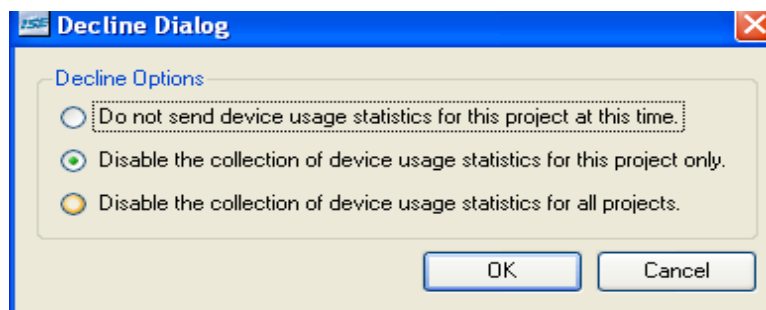 ISE Decline Dialog
Decline Options
Do not send device usage statistics for this project at this time.
Disable the collection of device usage statistics for this project only.
Disable the collection of device usage statistics for all projects.
OK Cancel